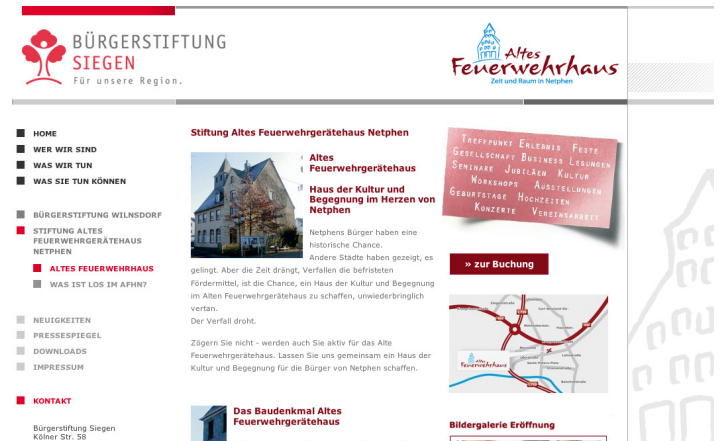 BÜRGERSTIFTUNG
SIEGEN
Für unsere Region.
Altes
Feuerwehrhaus
Zeit und Raum in Netphen
HOME
WER WIR SIND
WAS WIR TUN
WAS SIE TUN KÖNNEN
BÜRGERSTIFTUNG WILNSDORF
STIFTUNG ALTES
FEUERWEHRGERÄTEHAUS
NETPHEN
ALTES FEUERWEHRHAUS
WAS IST LOS IM AFHN?
NEUIGKEITEN
PRESSESPIEGEL
DOWNLOADS
IMPRESSUM
KONTAKT
Bürgerstiftung Siegen
Kölner Str. 58
Stiftung Altes Feuerwehrgerätehaus Netphen
Altes
Feuerwehrgerätehaus
Haus der Kultur und
Begegnung im Herzen von
Netphen
Netphens Bürger haben eine
historische Chance.
Andere Städte haben gezeigt, es
gelingt. Aber die Zeit drängt, Verfallen die befristeten
Fördermittel, ist die Chance, ein Haus der Kultur und Begegnung
im Alten Feuerwehrgerätehaus zu schaffen, unwiederbringlich
vertan.
Der Verfall droht.
Zögern Sie nicht - werden auch Sie aktiv für das Alte
Feuerwehrgerätehaus. Lassen Sie uns gemeinsam ein Haus der
Kultur und Begegnung für die Bürger von Netphen schaffen.
Das Baudenkmal Altes
Feuerwehrgerätehaus
TREFFPUNKT ERLEBNIS FESTE
GESELLSCHAFT BUSINESS LESUNGEN
SEMINARE JUBILÄEN KULTUR
WORKSHOPS AUSSTELLUNGEN
GEBURTSTAGE HOCHZEITEN
KONZERTE VEREINSARBEIT
» zur Buchung
Altes
Feuerwehrhaus
Bildergalerie Eröffnung